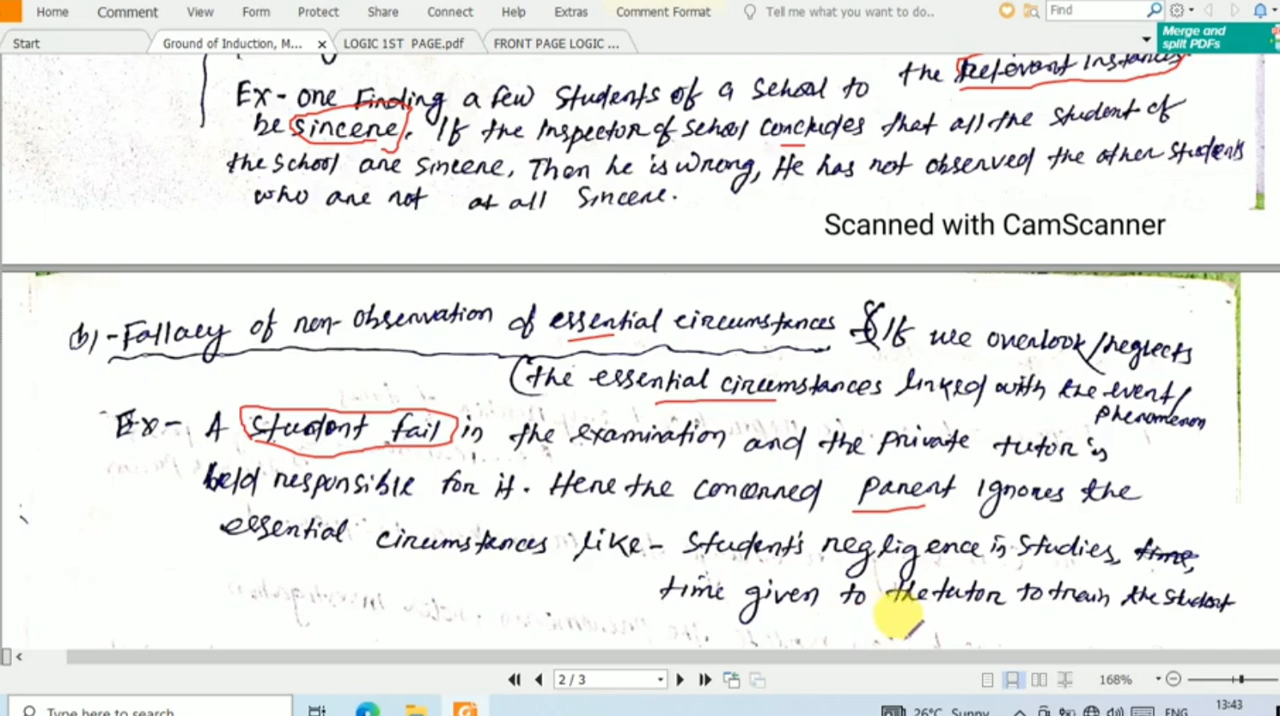 Home Comment View Form Protect Share Connect Help Extras Comment Format Tell me what you want to do.. Find
Merge and split PDFs
Start Ground of Induction, M... x LOGIC 1ST PAGE.pdf FRONT PAGE LOGIC ...
the Relevant instances.
Ex- one Finding a few students of a school to
be sincere. If the Inspector of school concludes that all the student of
the school are sincere, Then he is wrong, He has not observed the other students
who are not at all sincere.
Scanned with CamScanner
(b)- Fallacy of non-observation of essential circumstances If we overlook/neglects
(the essential circumstances linked with the event/
phenomenon
Ex- A student fail in the examination and the private tutor is
held responsible for it. Here the concerned parent ignores the
essential circumstances like- student's negligence in studies, time,
time given to the tutor to train the student
2 / 3 168%
Type here to search 26°C Sunny ENG 13:43